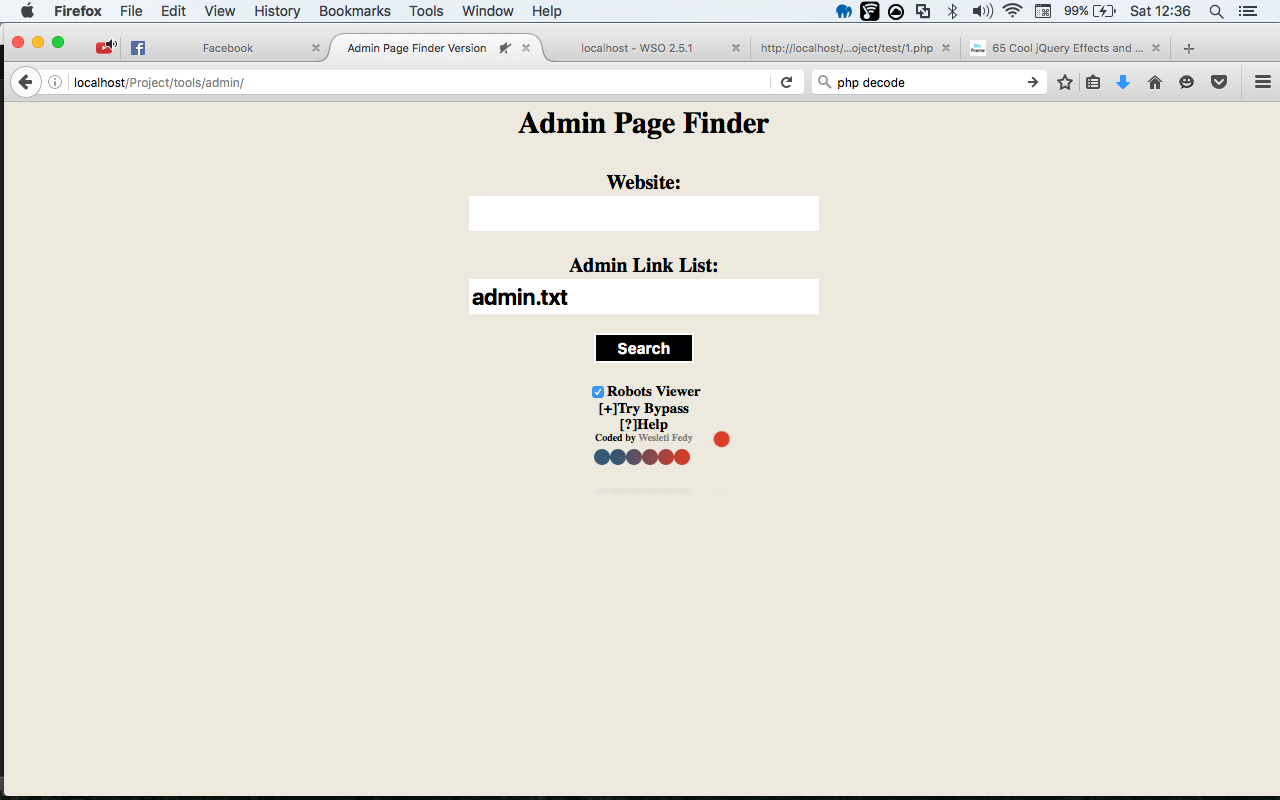 Firefox File Edit View History Bookmarks Tools Window Help 99% Sat 12:36
Facebook Admin Page Finder Version localhost - WSO 2.5.1 http://localhost/...oject/test/1.php 65 Cool jQuery Effects and ...
localhost/Project/tools/admin/ php decode
Admin Page Finder
Website:
Admin Link List:
admin.txt
Search
Robots Viewer
[+]Try Bypass
[?]Help
Coded by Wesleti Fedy